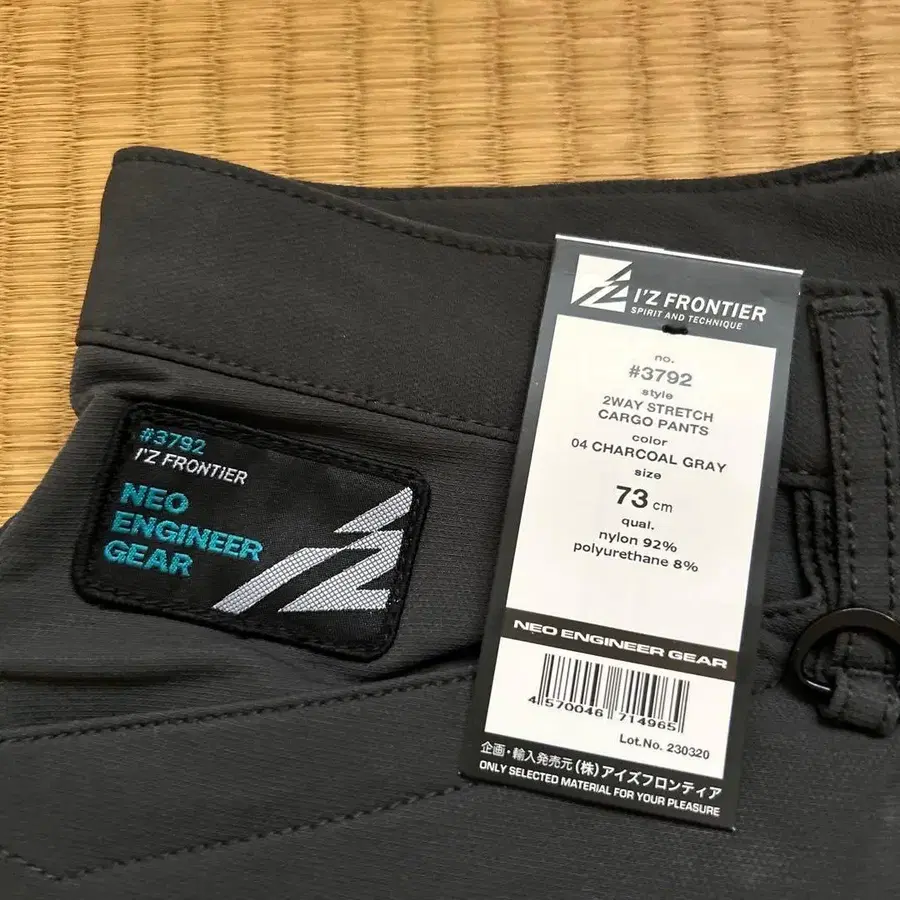 #3792
I'Z FRONTIER
NEO
ENGINEER
GEAR
I'Z FRONTIER
SPIRIT AND TECHNIQUE
no.
#3792
style
2WAY STRETCH
CARGO PANTS
color
04 CHARCOAL GRAY
size
73 cm
qual.
nylon 92%
polyurethane 8%
NEO ENGINEER GEAR
4 570046 714965
Lot.No. 230320
企画・輸入発売元(株)アイズフロンティア
ONLY SELECTED MATERIAL FOR YOUR PLEASURE